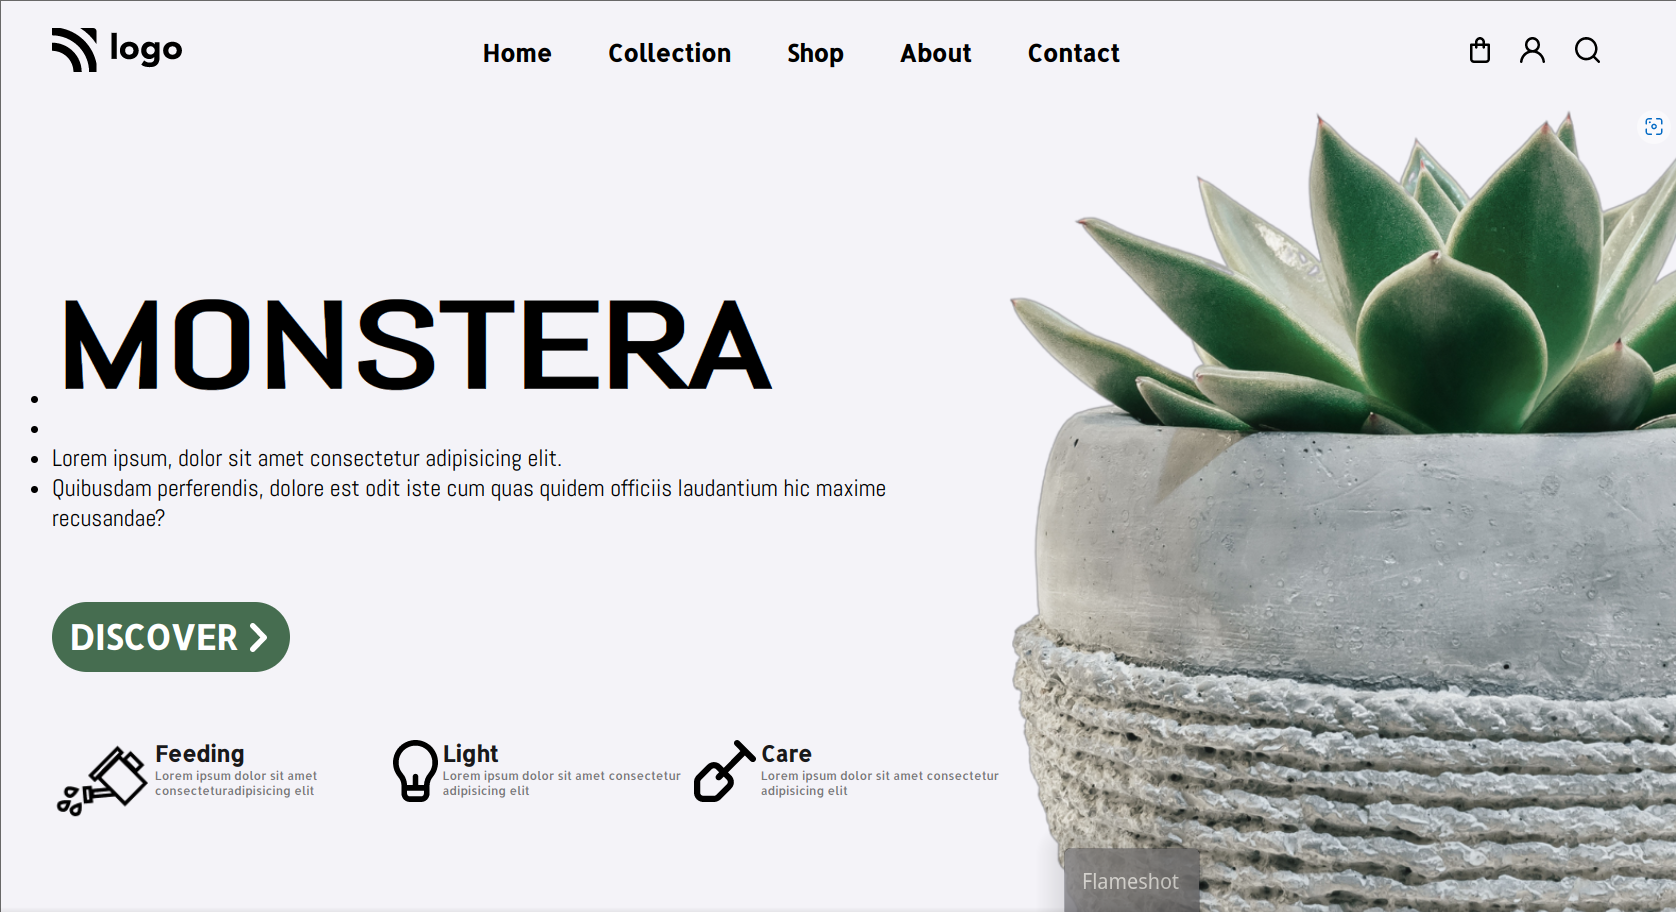 logo
Home Collection Shop About Contact
MONSTERA
Lorem ipsum, dolor sit amet consectetur adipisicing elit.
Quibusdam perferendis, dolore est odit iste cum quas quidem officiis laudantium hic maxime
recusandae?
DISCOVER
Feeding
Lorem ipsum dolor sit amet
consecteturadipisicing elit
Light
Lorem ipsum dolor sit amet consectetur
adipisicing elit
Care
Lorem ipsum dolor sit amet consectetur
adipisicing elit
Flameshot